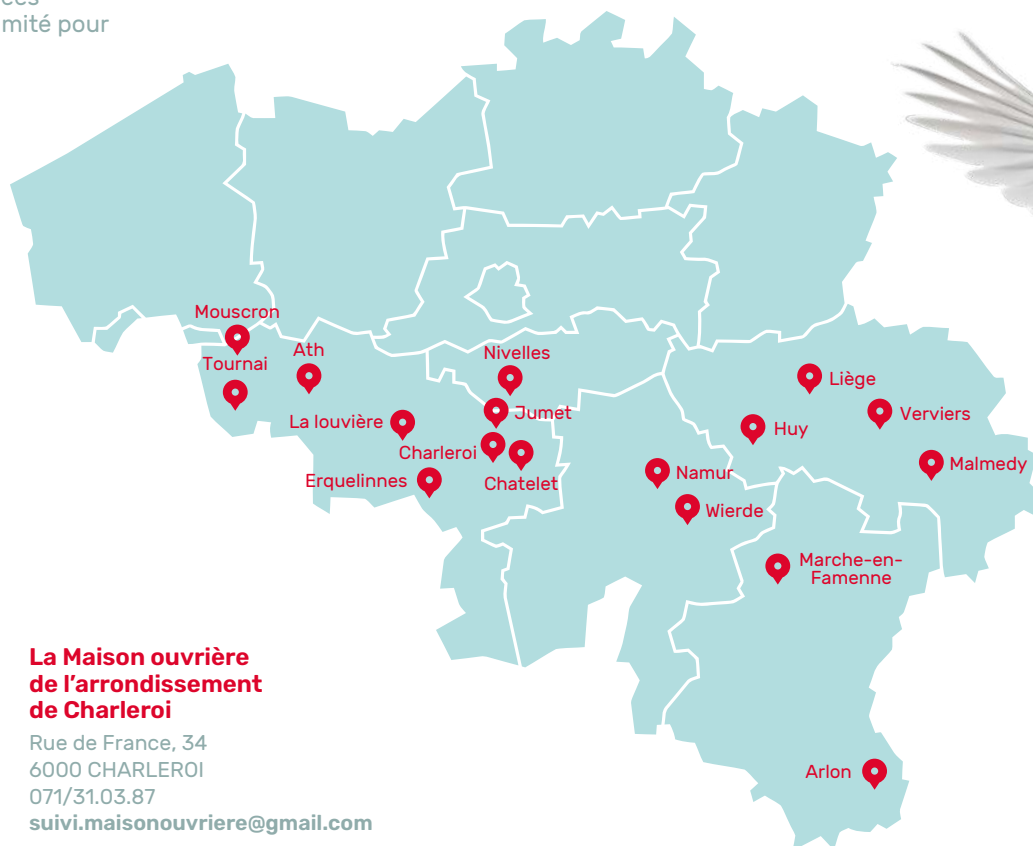 mité pour
Mouscron
Tournai
Ath
Nivelles
La louvière
Jumet
Charleroi
Chatelet
Erquelinnes
Liège
Verviers
Huy
Malmedy
Namur
Wierde
Marche-en-
Famenne
Arlon
La Maison ouvrière
de l'arrondissement
de Charleroi
Rue de France, 34
6000 CHARLEROI
071/31.03.87
suivi.maisonouvriere@gmail.com